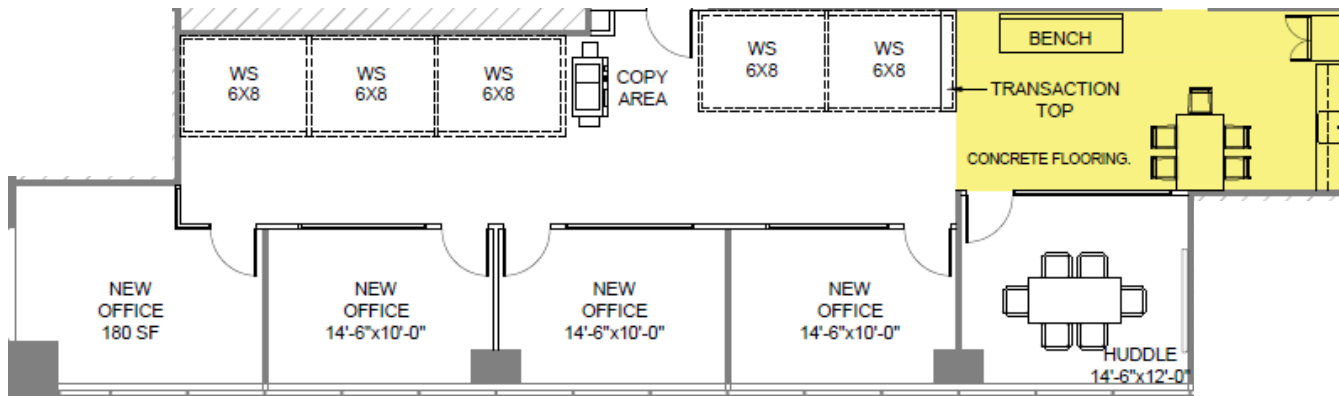 WS
6X8
WS
6X8
WS
6X8
COPY
AREA
WS
6X8
WS
6X8
BENCH
TRANSACTION
TOP
CONCRETE FLOORING.
NEW
OFFICE
180 SF
NEW
OFFICE
14'-6"x10'-0"
NEW
OFFICE
14'-6"x10'-0"
NEW
OFFICE
14'-6"x10'-0"
HUDDLE
14'-6"x12'-0"